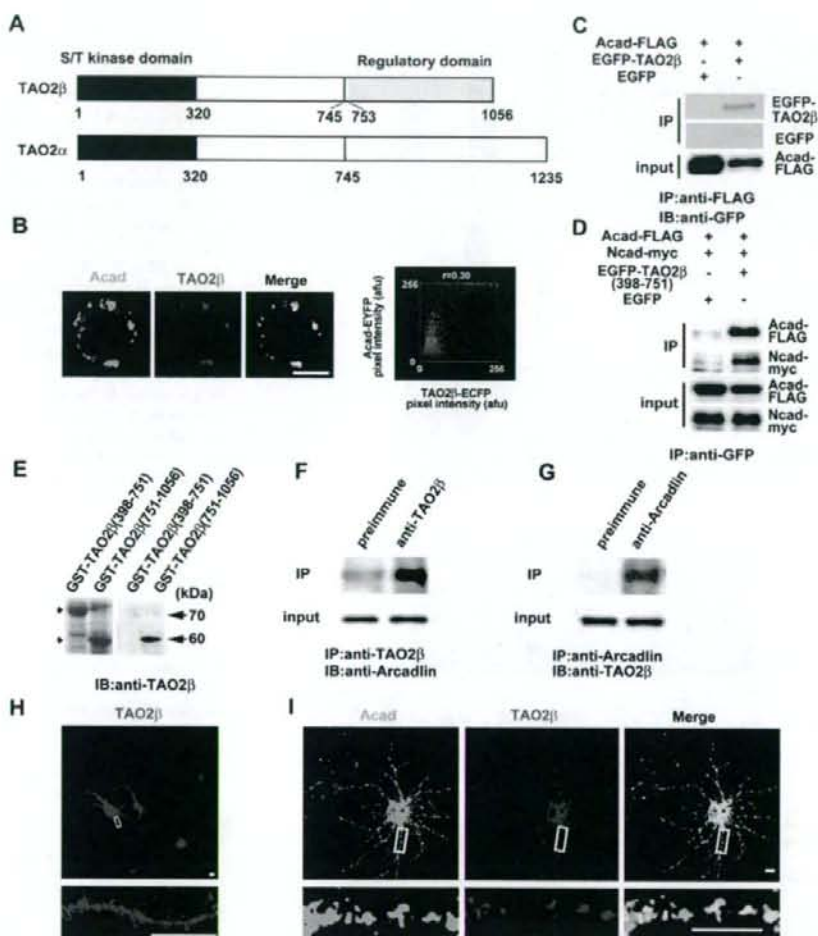 A
S/T kinase domain
Regulatory domain
TAO2β
1
320
745
753
1056
TAO2α
1
320
745
1235
B
Acad
TAO2β
Merge
r=0.30
256
Acad-EYFP
pixel intensity (afu)
0
0
256
TAO2β-ECFP
pixel intensity (afu)
C
Acad-FLAG + +
EGFP-TAO2β - +
EGFP + -
IP
EGFP-
TAO2β
EGFP
input
Acad-
FLAG
IP:anti-FLAG
IB:anti-GFP
D
Acad-FLAG + +
Ncad-myc + +
EGFP-TAO2β - +
(398-751)
EGFP + -
IP
Acad-
FLAG
Ncad-
myc
input
Acad-
FLAG
Ncad-
myc
IP:anti-GFP
E
GST-TAO2β(398-751)
GST-TAO2β(751-1056)
GST-TAO2β(398-751)
GST-TAO2β(751-1056)
(kDa)
70
60
IB:anti-TAO2β
F
preimmune
anti-TAO2β
IP
input
IP:anti-TAO2β
IB:anti-Arcadlin
G
preimmune
anti-Arcadlin
IP
input
IP:anti-Arcadlin
IB:anti-TAO2β
H
TAO2β
I
Acad
TAO2β
Merge